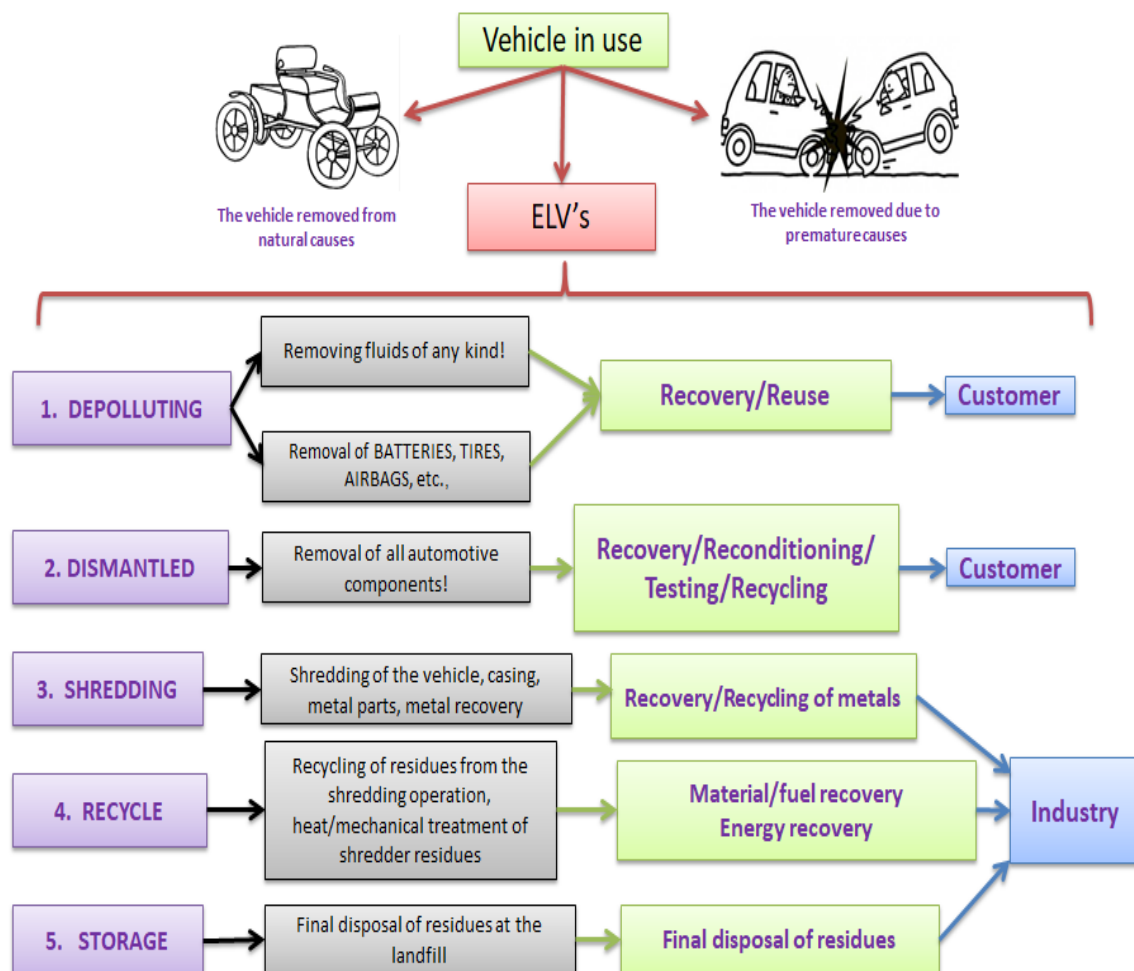 Vehicle in use
The vehicle removed from
natural causes
ELV's
The vehicle removed due to
premature causes
1. DEPOLLUTING
Removing fluids of any kind!
Removal of BATTERIES, TIRES,
AIRBAGS, etc.,
Recovery/Reuse
Customer
2. DISMANTLED
Removal of all automotive
components!
Recovery/Reconditioning/
Testing/Recycling
Customer
3. SHREDDING
Shredding of the vehicle, casing,
metal parts, metal recovery
Recovery/Recycling of metals
4. RECYCLE
Recycling of residues from the
shredding operation,
heat/mechanical treatment of
shredder residues
Material/fuel recovery
Energy recovery
Industry
5. STORAGE
Final disposal of residues at the
landfill
Final disposal of residues